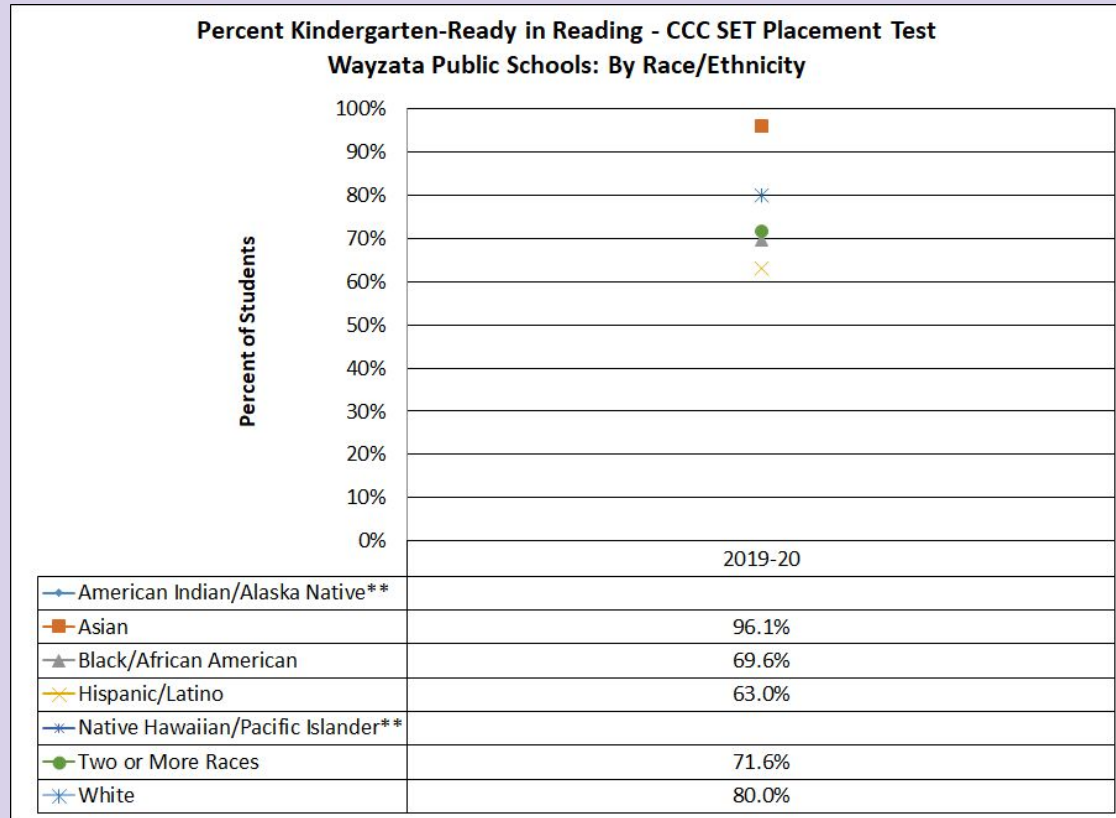 Percent Kindergarten-Ready in Reading - CCC SET Placement Test
Wayzata Public Schools: By Race/Ethnicity
Percent of Students
100%
90%
80%
70%
60%
50%
40%
30%
20%
10%
0%
2019-20
American Indian/Alaska Native**
Asian 96.1%
Black/African American 69.6%
Hispanic/Latino 63.0%
Native Hawaiian/Pacific Islander**
Two or More Races 71.6%
White 80.0%